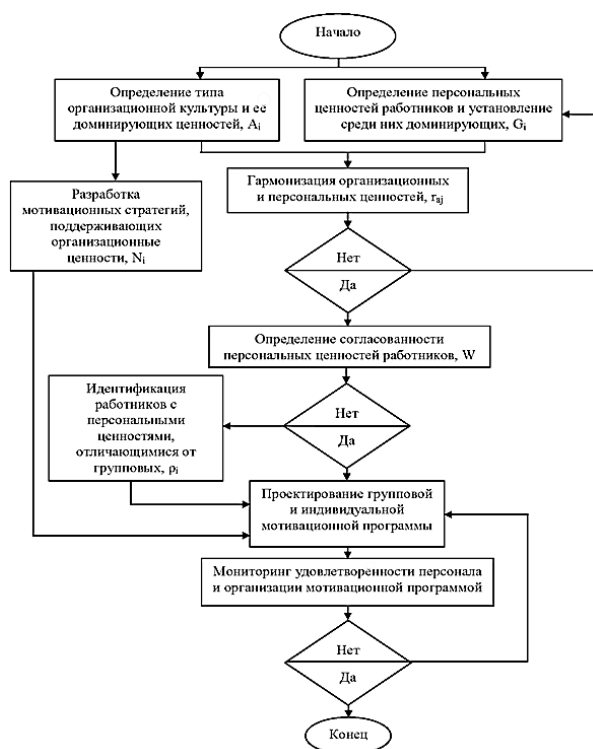 Начало
Определение типа
организационной культуры и ее
доминирующих ценностей, Ai
Определение персональных
ценностей работников и установление
среди них доминирующих, Gi
Разработка
мотивационных стратегий,
поддерживающих
организационные
ценности, Ni
Гармонизация организационных
и персональных ценностей, rsj
Нет
Да
Определение согласованности
персональных ценностей работников, W
Идентификация
работников с
персональными
ценностями,
отличающимися от
групповых, ρi
Нет
Да
Проектирование групповой
и индивидуальной
мотивационной программы
Мониторинг удовлетворенности персонала
и организации мотивационной программой
Нет
Да
Конец